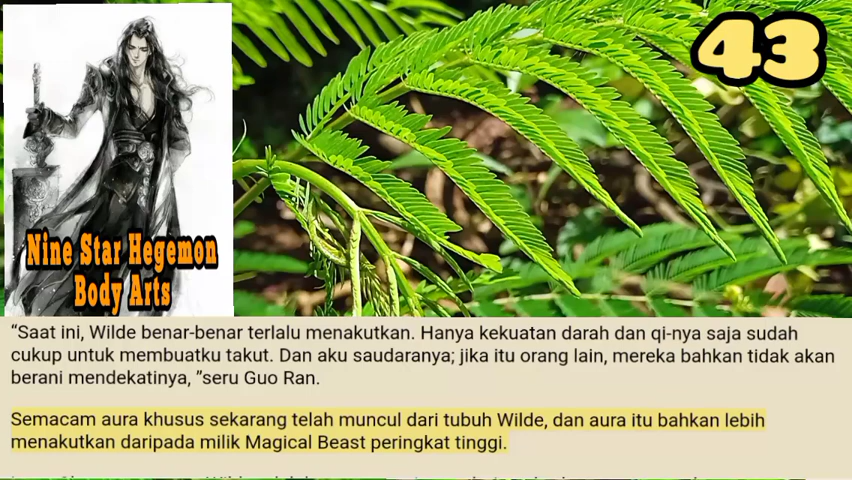 43
Nine Star Hegemon
Body Arts
“Saat ini, Wilde benar-benar terlalu menakutkan. Hanya kekuatan darah dan qi-nya saja sudah
cukup untuk membuatku takut. Dan aku saudaranya; jika itu orang lain, mereka bahkan tidak akan
berani mendekatinya, ”seru Guo Ran.
Semacam aura khusus sekarang telah muncul dari tubuh Wilde, dan aura itu bahkan lebih
menakutkan daripada milik Magical Beast peringkat tinggi.